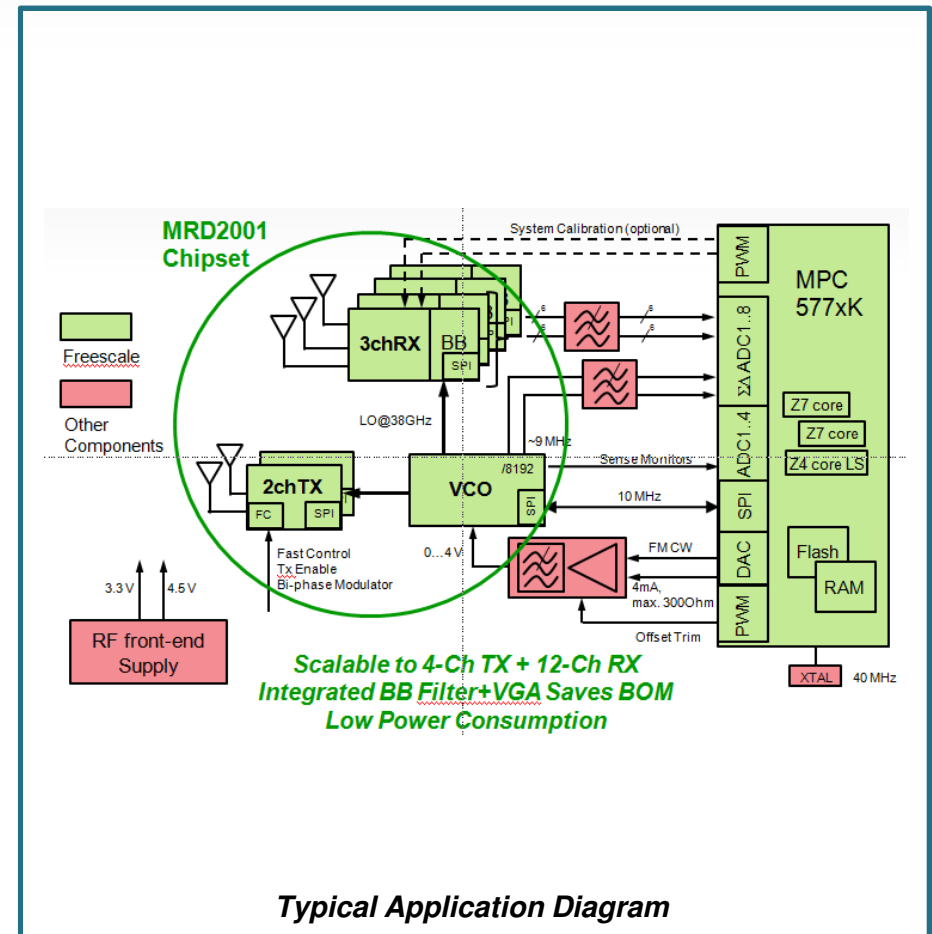 MRD2001
Chipset
System Calibration (optional)
PWM
MPC
577xK
Freescale
Other
Components
3chRX
BB
SPI
6
6
ΣΔ ADC1..8
LO@38GHz
~9 MHz
Z7 core
Z7 core
Z4 core LS
/8192
Sense Monitors
ADC1..4
2chTX
FC
SPI
VCO
SPI
10 MHz
SPI
0...4 V
FM CW
DAC
Flash
RAM
Fast Control
Tx Enable
Bi-phase Modulator
4mA,
max. 300Ohm
Offset Trim
PWM
3.3 V
4.5 V
RF front-end
Supply
XTAL
40 MHz
Scalable to 4-Ch TX + 12-Ch RX
Integrated BB Filter+VGA Saves BOM
Low Power Consumption
Typical Application Diagram